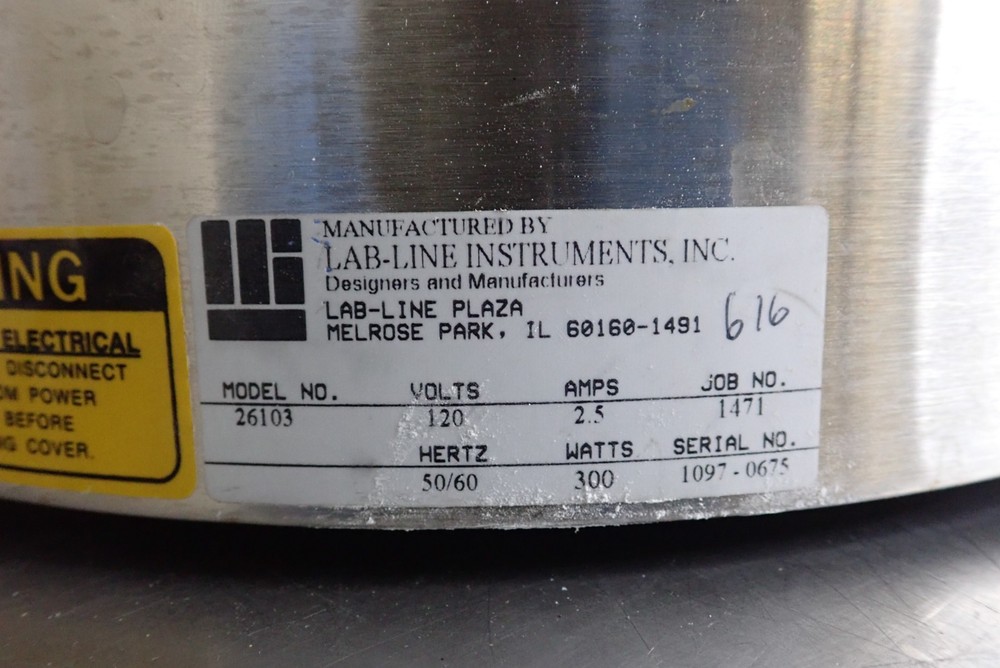 ING
ELECTRICAL
DISCONNECT
OM POWER
BEFORE
NG COVER.
MANUFACTURED BY
LAB-LINE INSTRUMENTS, INC.
Designers and Manufacturers
LAB-LINE PLAZA
MELROSE PARK, IL 60160-1491
616
MODEL NO. VOLTS AMPS JOB NO.
26103 120 2.5 1471
HERTZ WATTS SERIAL NO.
50/60 300 1097-0675